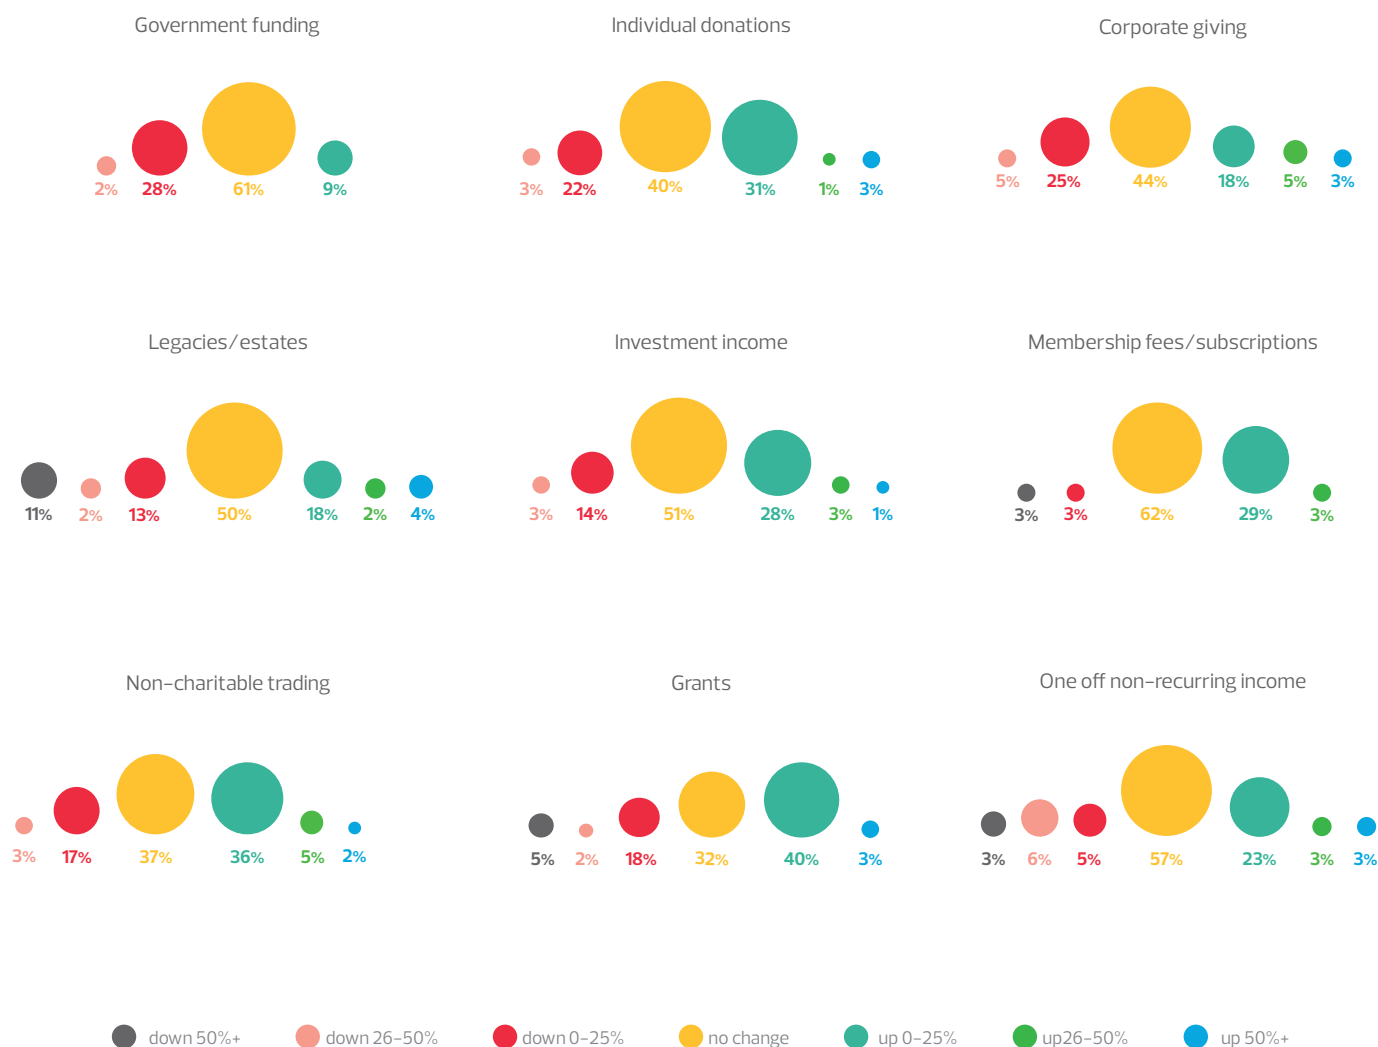 Government funding
2% 28% 61% 9%
Individual donations
3% 22% 40% 31% 1% 3%
Corporate giving
5% 25% 44% 18% 5% 3%
Legacies/estates
11% 2% 13% 50% 18% 2% 4%
Investment income
3% 14% 51% 28% 3% 1%
Membership fees/subscriptions
3% 3% 62% 29% 3%
Non-charitable trading
3% 17% 37% 36% 5% 2%
Grants
5% 2% 18% 32% 40% 3%
One off non-recurring income
3% 6% 5% 57% 23% 3% 3%
down 50%+ down 26-50% down 0-25% no change up 0-25% up26-50% up 50%+